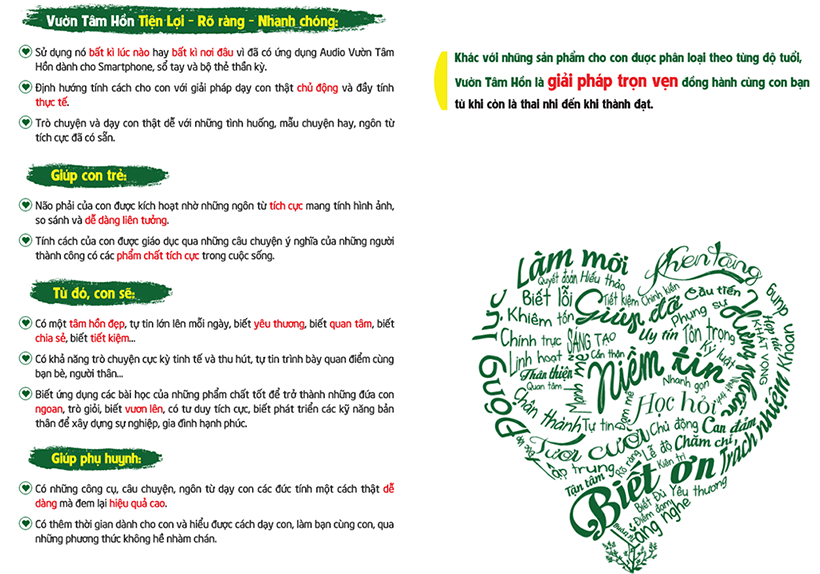 Vườn Tâm Hồn Tiện Lợi - Rõ ràng - Nhanh chóng:
Sử dụng nó bất kì lúc nào hay bất kì nơi đâu vì đã có ứng dụng Audio Vườn Tâm
Hồn dành cho Smartphone, sổ tay và bộ thẻ thần kỳ.
Định hướng tính cách cho con với giải pháp dạy con thật chủ động và đầy tính
thực tế.
Trò chuyện và dạy con thật dễ với những tình huống, mẫu chuyện hay, ngôn từ
tích cực đã có sẵn.
Giúp con trẻ:
Não phải của con được kích hoạt nhờ những ngôn từ tích cực mang tính hình ảnh,
so sánh và dễ dàng liên tưởng.
Tính cách của con được giáo dục qua những câu chuyện ý nghĩa của những người
thành công có các phẩm chất tích cực trong cuộc sống.
Từ đó, con sẽ:
Có một tâm hồn đẹp, tự tin lớn lên mỗi ngày, biết yêu thương, biết quan tâm, biết
chia sẻ, biết tiết kiệm...
Có khả năng trò chuyện cực kỳ tinh tế và thu hút, tự tin trình bày quan điểm cùng
bạn bè, người thân...
Biết ứng dụng các bài học của những phẩm chất tốt để trở thành những đứa con
ngoan, trò giỏi, biết vươn lên, có tư duy tích cực, biết phát triển các kỹ năng bản
thân để xây dựng sự nghiệp, gia đình hạnh phúc.
Giúp phụ huynh:
Có những công cụ, câu chuyện, ngôn từ dạy con các đức tính một cách thật dễ
dàng mà đem lại hiệu quả cao.
Có thêm thời gian dành cho con và hiểu được cách dạy con, làm bạn cùng con, qua
những phương thức không hề nhàm chán.
Khác với những sản phẩm cho con được phân loại theo từng độ tuổi,
Vườn Tâm Hồn là giải pháp trọn vẹn đồng hành cùng con bạn
từ khi còn là thai nhi đến khi thành đạt.
Làm mới
Khen tặng
Quyết đoán Hiếu thảo
Biết lỗi
Tiết kiệm Chính kiến
Cầu tiến
Khiêm tốn
Giúp đỡ
Phụng sự
Động lực
Chính trực
SÁNG TẠO
Uy tín
Tôn trọng
KHÁT VỌNG
Khoan dung
Linh hoạt
Cẩn thận
Niềm tin
Kỷ luật
Thân thiện
Quan tâm
Nhanh gọn
Chân thành
Học hỏi
Tự tin
Chủ động
Can đảm
Tươi cười
Lễ độ
Chăm chỉ
Trách nhiệm
Tập trung
Rõ ràng
Kiên trì
Tận tâm
Biết ơn
Biết Đủ
Yêu thương
Điềm đạm
Lắng nghe